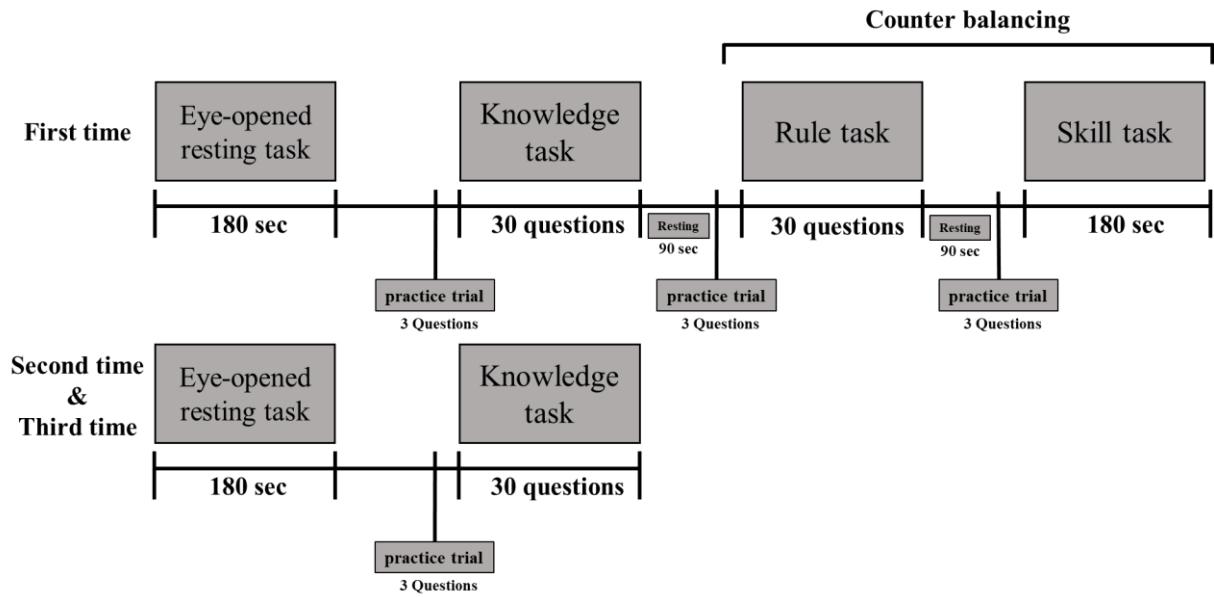 Counter balancing
First time
Eye-opened
resting task
Knowledge
task
Rule task
Skill task
180 sec
30 questions
Resting
90 sec
30 questions
Resting
90 sec
180 sec
practice trial
3 Questions
practice trial
3 Questions
practice trial
3 Questions
Second time
&
Third time
Eye-opened
resting task
Knowledge
task
180 sec
30 questions
practice trial
3 Questions